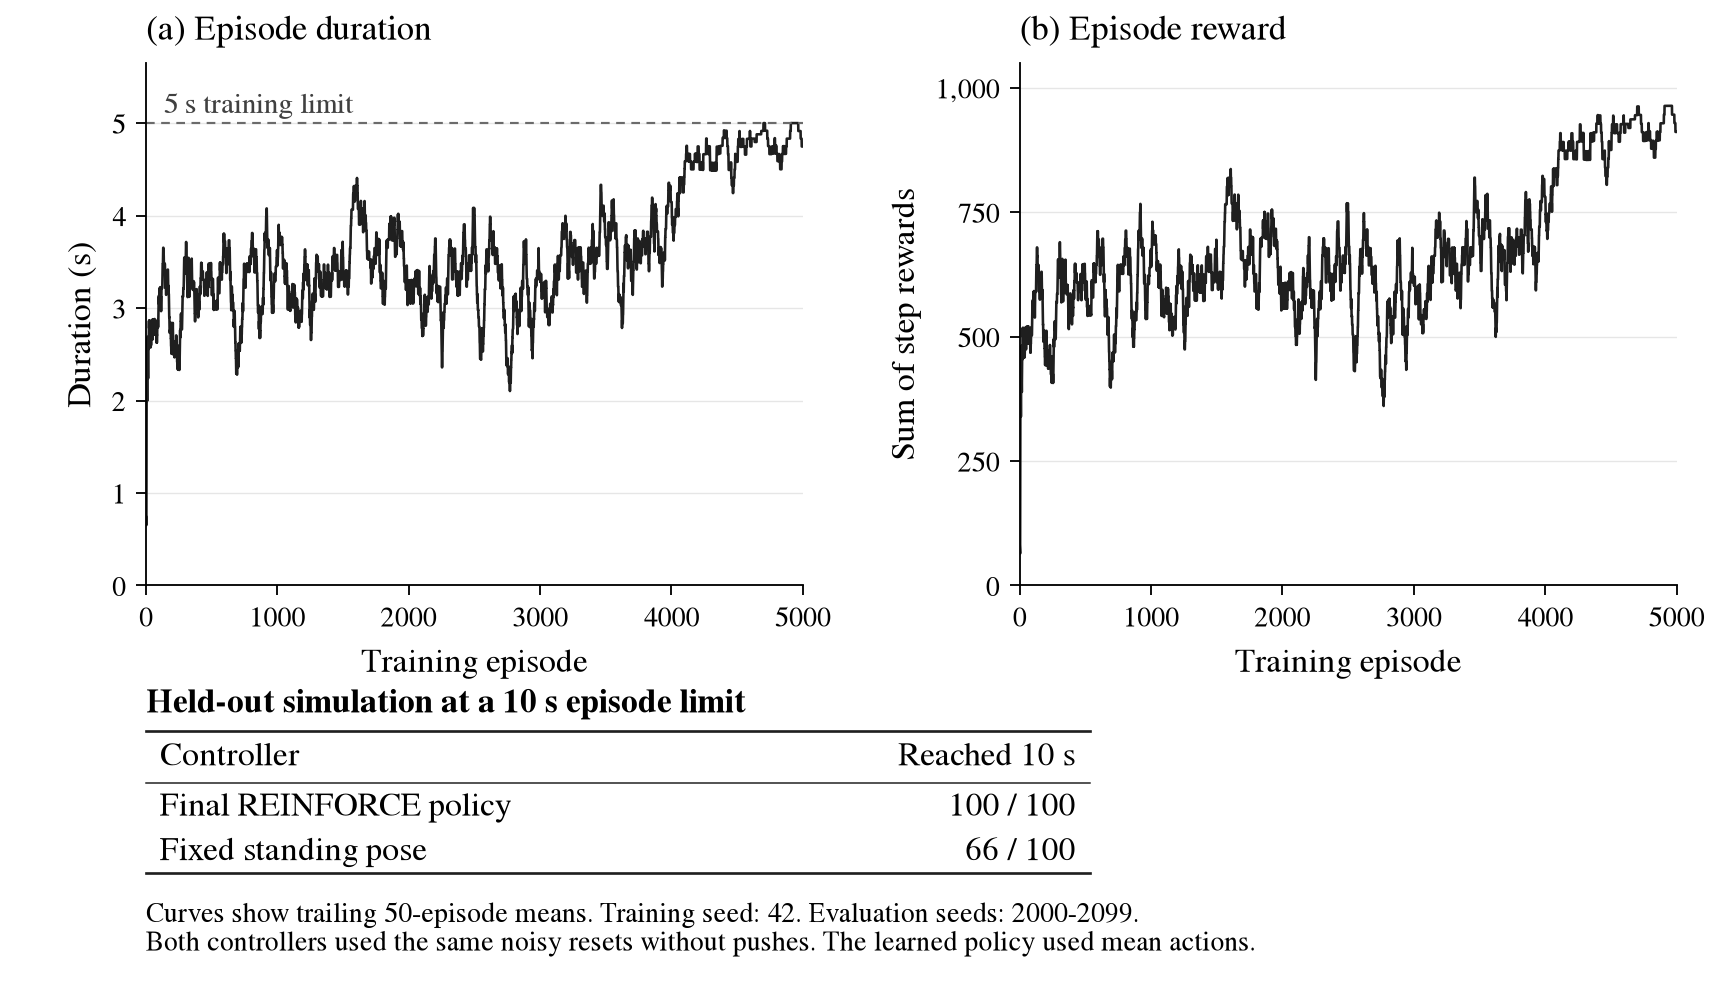 (a) Episode duration
5 s training limit
Duration (s)
5
4
3
2
1
0
0 1000 2000 3000 4000 5000
Training episode
(b) Episode reward
Sum of step rewards
1,000
750
500
250
0
0 1000 2000 3000 4000 5000
Training episode
Held-out simulation at a 10 s episode limit
Controller Reached 10 s
Final REINFORCE policy 100 / 100
Fixed standing pose 66 / 100
Curves show trailing 50-episode means. Training seed: 42. Evaluation seeds: 2000-2099.
Both controllers used the same noisy resets without pushes. The learned policy used mean actions.